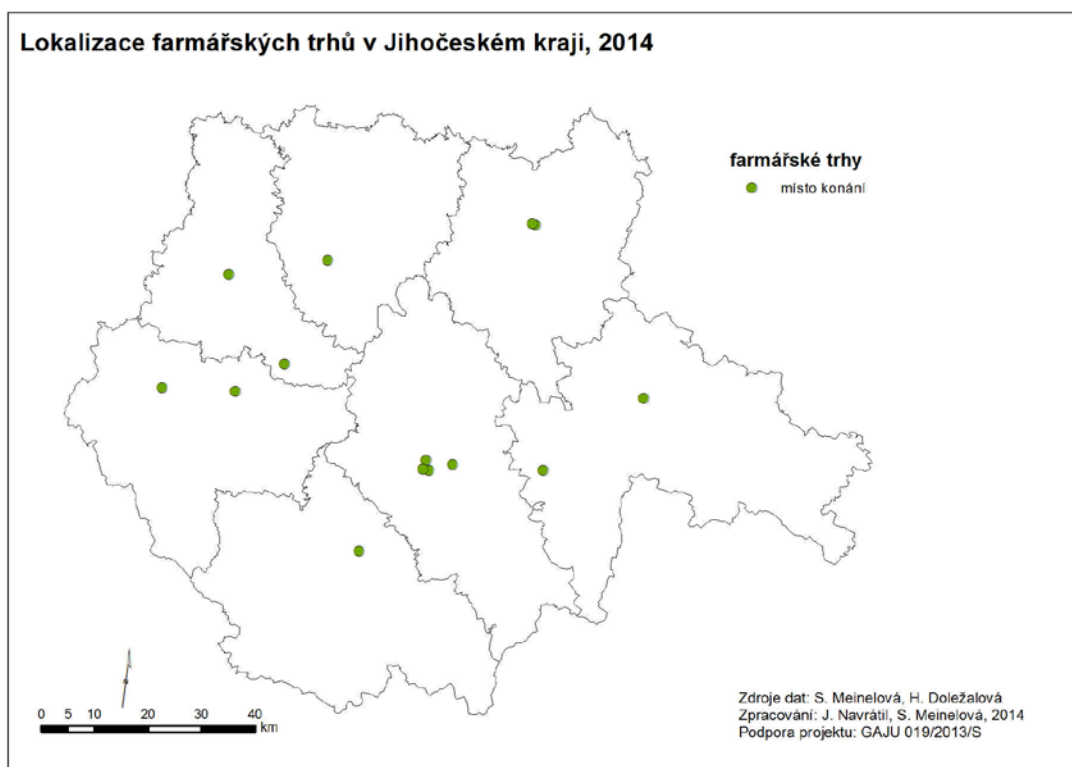 Lokalizace farmářských trhů v Jihočeském kraji, 2014
farmářské trhy
místo konání
0 5 10 20 30 40
km
Zdroje dat: S. Meinelová, H. Doležalová
Zpracování: J. Navrátil, S. Meinelová, 2014
Podpora projektu: GAJU 019/2013/S